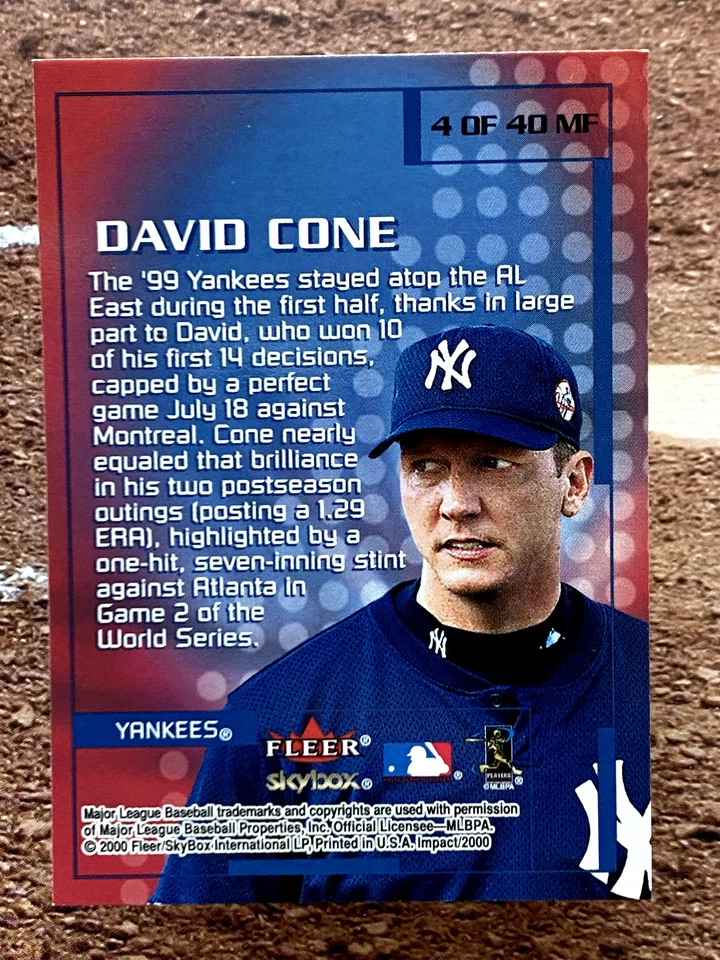 4 OF 40 MF
DAVID CONE
The '99 Yankees stayed atop the AL
East during the first half, thanks in large
part to David, who won 10
of his first 14 decisions,
capped by a perfect
game July 18 against
Montreal. Cone nearly
equaled that brilliance
in his two postseason
outings (posting a 1.29
ERA), highlighted by a
one-hit, seven-inning stint
against Atlanta in
Game 2 of the
World Series.
NY
NY
YANKEES®
FLEER®
skybox®
®
PLAYERS
®
©MLBPA
NY
Major League Baseball trademarks and copyrights are used with permission
of Major League Baseball Properties, Inc. Official Licensee—MLBPA.
© 2000 Fleer/SkyBox International LP, Printed in U.S.A. Impact/2000